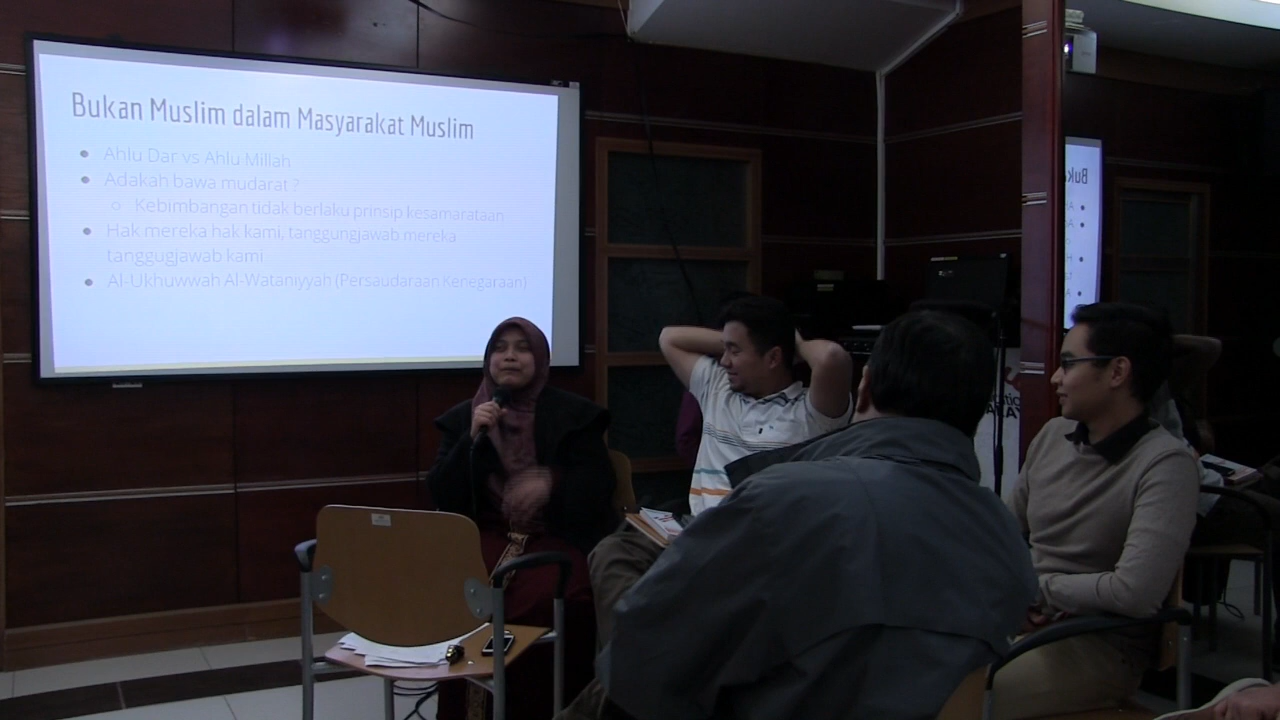 Bukan Muslim dalam Masyarakat Muslim
Ahlu Dar vs Ahlu Millah
Adakah bawa mudarat ?
Kebimbangan tidak berlaku prinsip kesamarataan
Hak mereka hak kami, tanggungjawab mereka
tanggugjawab kami
Al-Ukhuwwah Al-Wataniyyah (Persaudaraan Kenegaraan)